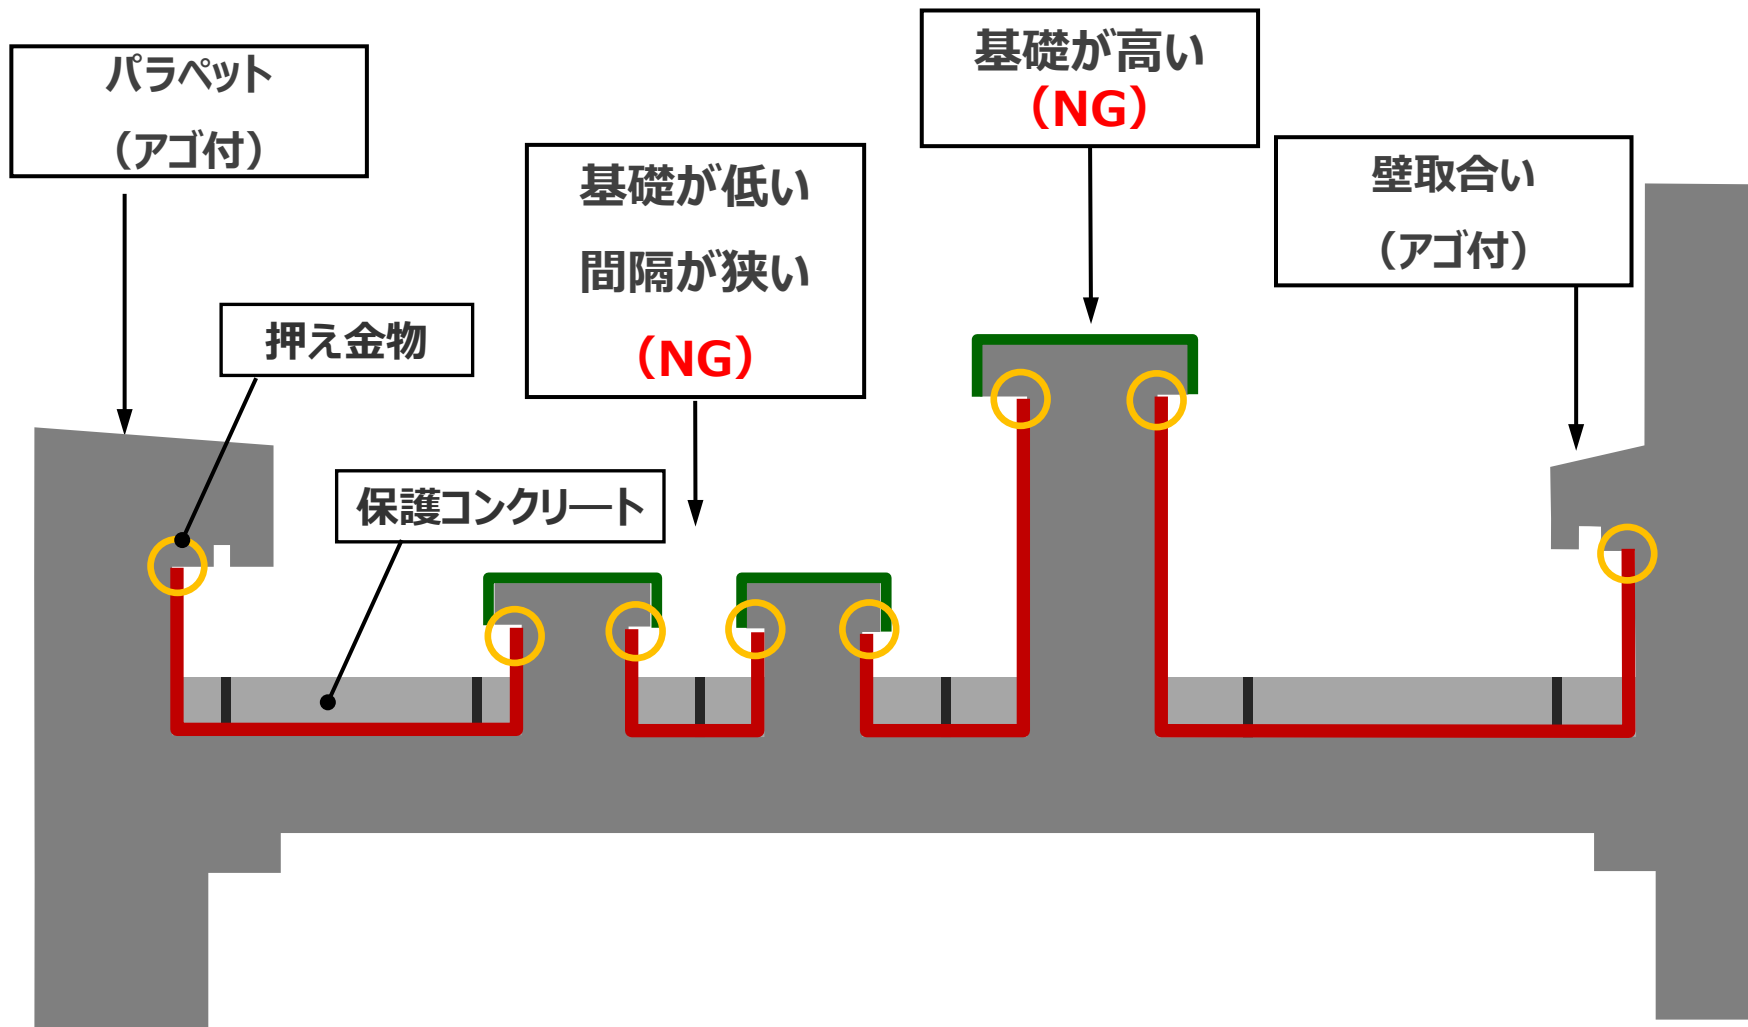 パラペット
（アゴ付）
基礎が高い
（NG）
基礎が低い
間隔が狭い
（NG）
壁取合い
（アゴ付）
押え金物
保護コンクリート